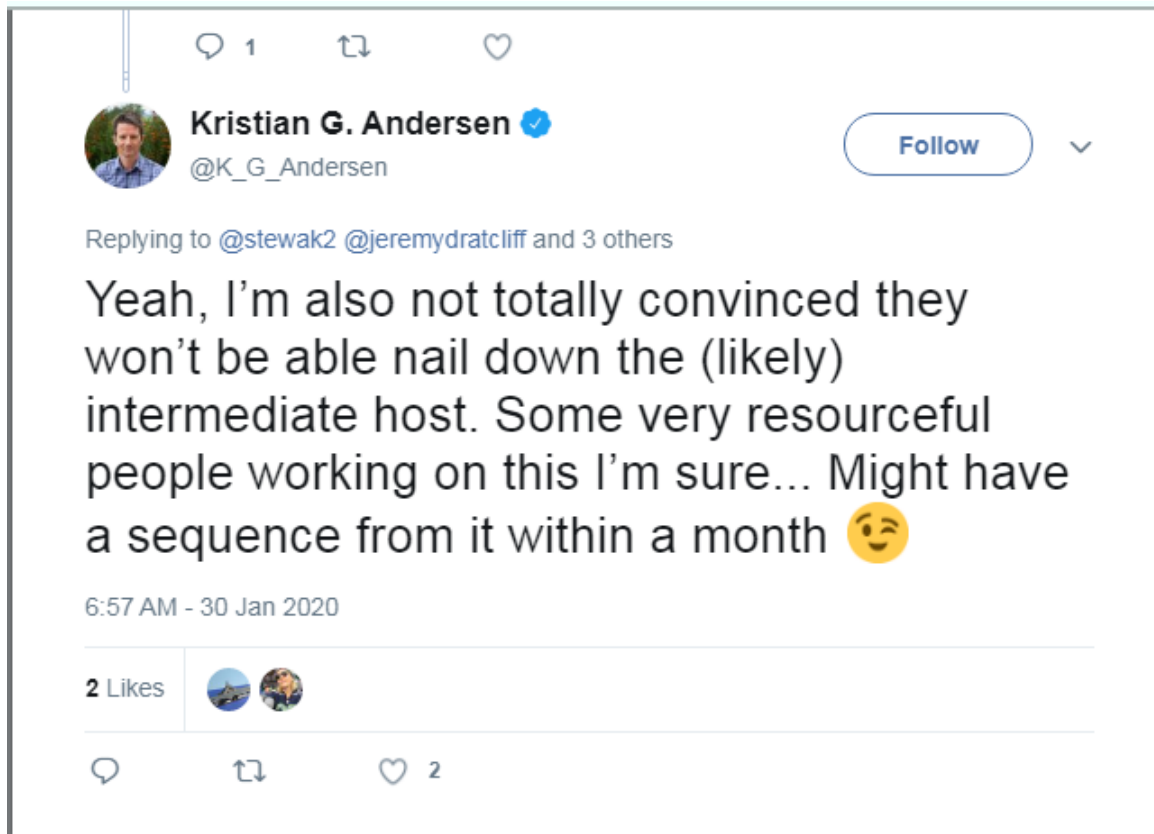 1
Kristian G. Andersen
@K_G_Andersen
Follow
Replying to @stewak2 @jeremydratcliff and 3 others
Yeah, I’m also not totally convinced they
won’t be able nail down the (likely)
intermediate host. Some very resourceful
people working on this I’m sure... Might have
a sequence from it within a month 😉
6:57 AM - 30 Jan 2020
2 Likes
2